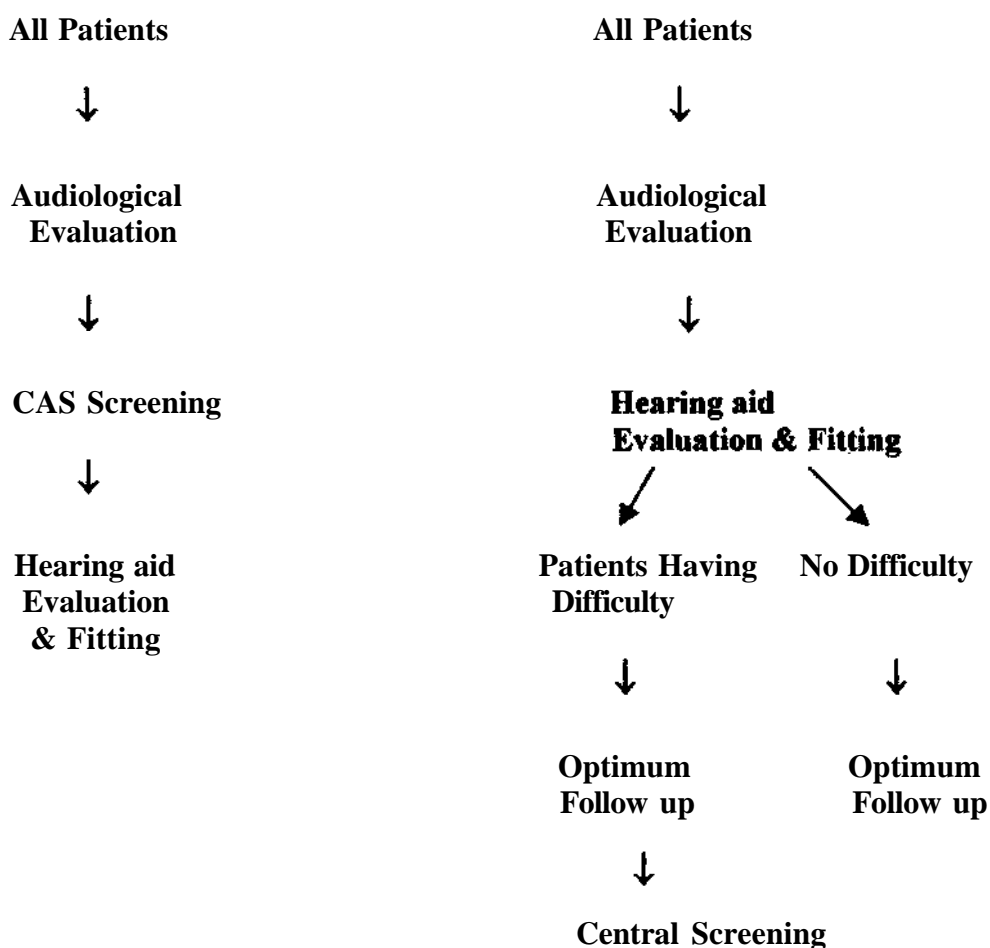 All Patients
Audiological
Evaluation
CAS Screening
Hearing aid
Evaluation
& Fitting
All Patients
Audiological
Evaluation
Hearing aid
Evaluation & Fitting
Patients Having
Difficulty
No Difficulty
Optimum
Follow up
Optimum
Follow up
Central Screening